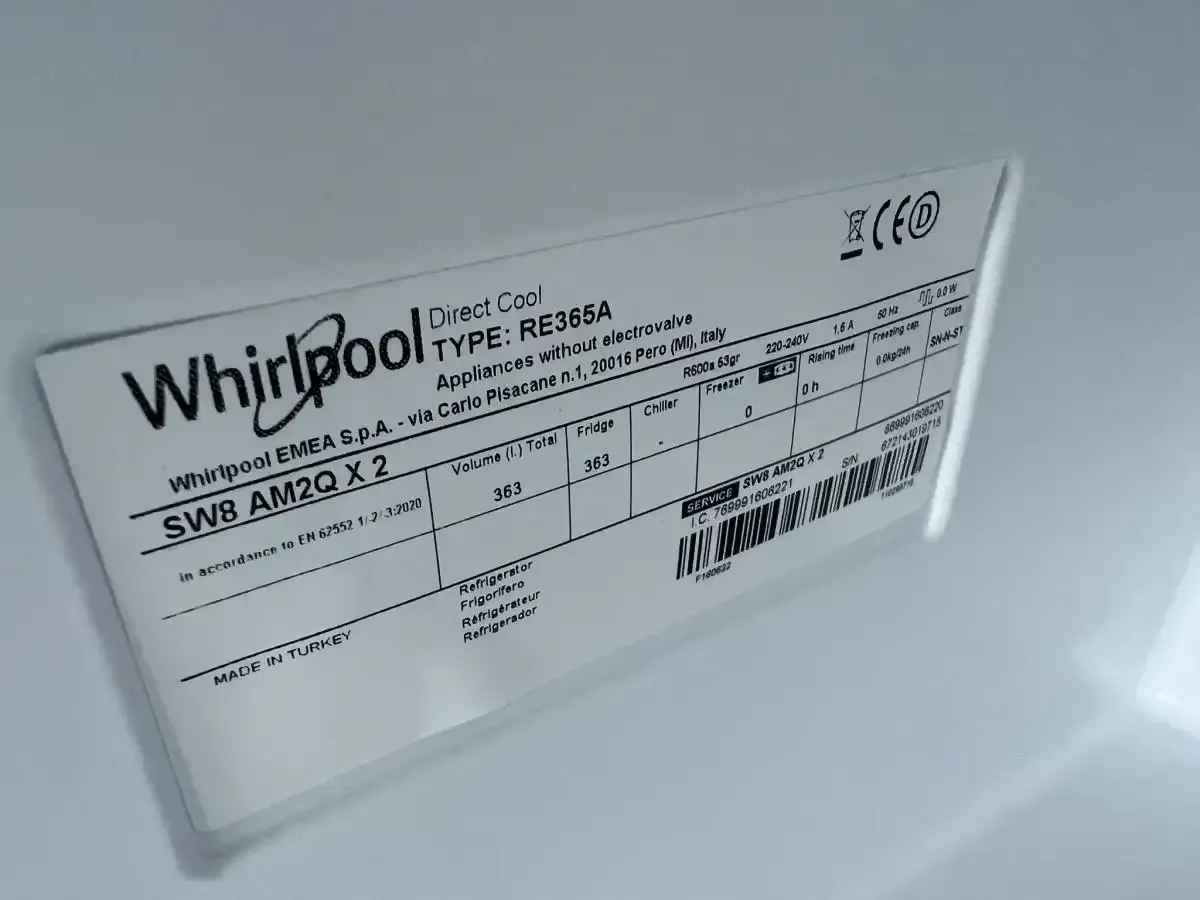 Whirlpool
Direct Cool
TYPE: RE365A
Appliances without electrovalve
Whirlpool EMEA S.p.A. - via Carlo Pisacane n.1, 20016 Pero (MI), Italy
CE D
SW8 AM2Q X 2
R600a 53gr 220-240V 1,6 A 50 Hz 0.0 W
in accordance to EN 62552 1/-2/-3:2020
Volume (l.) Total Fridge Chiller Freezer Rising time Freezing cap. Class
363 363 - 0 0 h 0.0kg/24h SN-N-ST
MADE IN TURKEY
Refrigerator
Frigorifero
Réfrigérateur
Refrigerador
SERVICE SW8 AM2Q X 2 869991606220
I.C. 769991606221 S/N: 672143019715
F160622